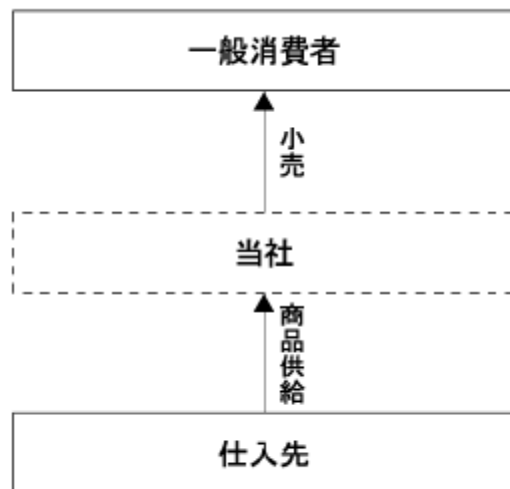 一般消費者
小売
当社
商品供給
仕入先